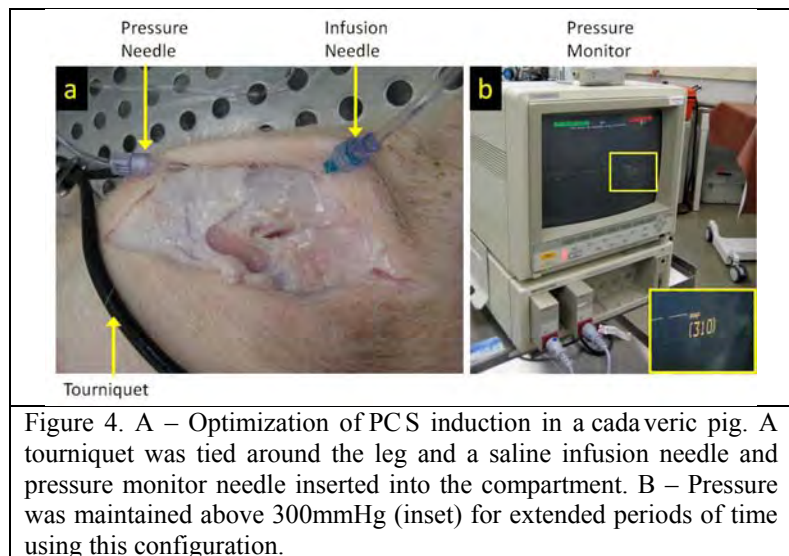 Pressure Needle
Infusion Needle
Pressure Monitor
a
b
(310)
Tourniquet
Figure 4. A – Optimization of PCS induction in a cadaveric pig. A
tourniquet was tied around the leg and a saline infusion needle and
pressure monitor needle inserted into the compartment. B – Pressure
was maintained above 300mmHg (inset) for extended periods of time
using this configuration.